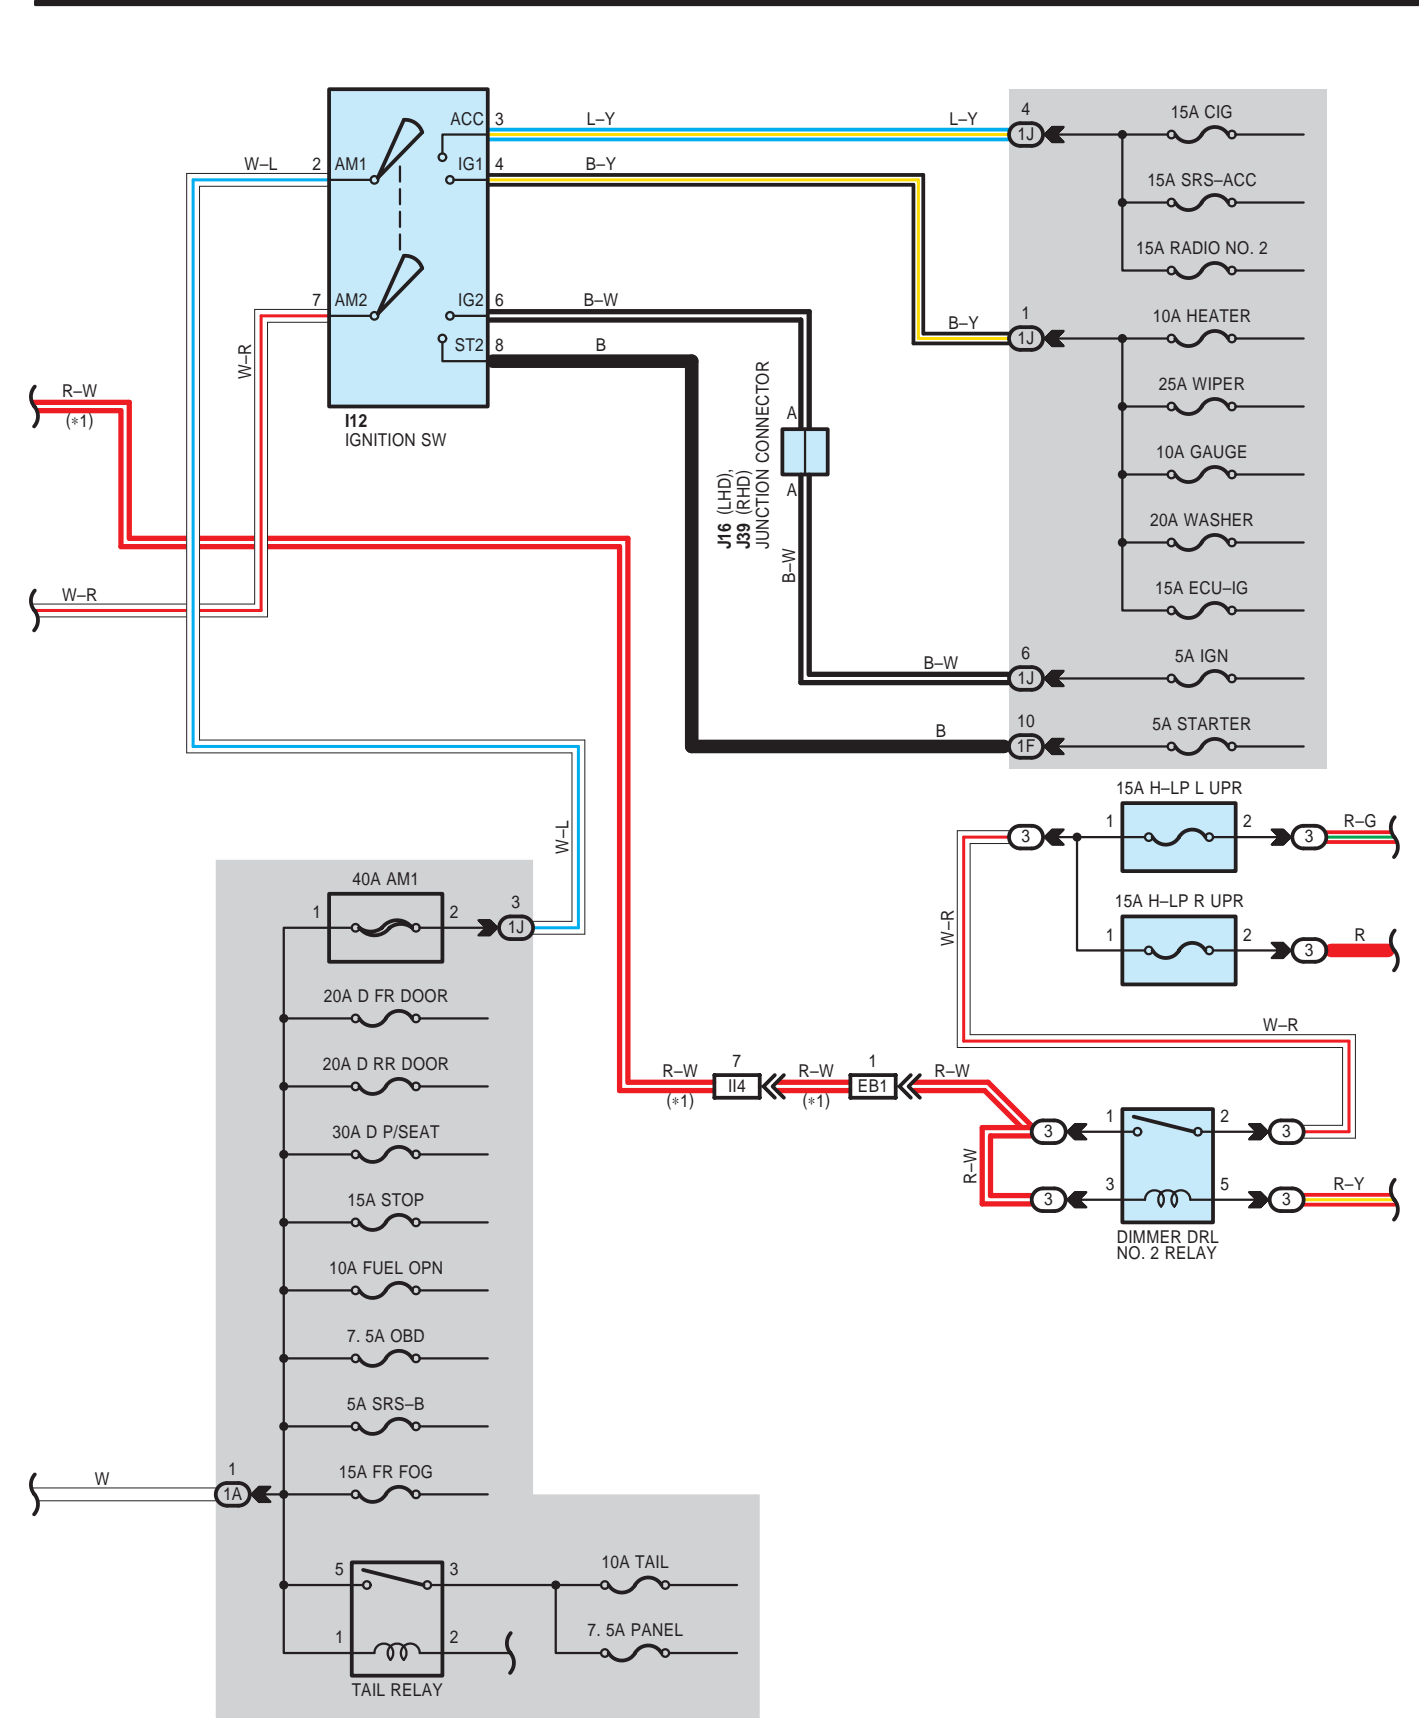 ACC 3
L–Y
L–Y
4
1J
15A CIG
W–L
2 AM1
IG1 4
B–Y
15A SRS–ACC
15A RADIO NO. 2
7 AM2
IG2 6
B–W
B–Y
1
1J
10A HEATER
ST2 8
B
W–R
25A WIPER
R–W
(*1)
I12
IGNITION SW
A
A
J16 (LHD),
J39 (RHD)
JUNCTION CONNECTOR
10A GAUGE
20A WASHER
B–W
15A ECU–IG
W–R
B–W
6
1J
5A IGN
B
10
1F
5A STARTER
15A H–LP L UPR
3
1
2
3
R–G
W–L
15A H–LP R UPR
1
2
3
R
W–R
W–R
40A AM1
1
2
3
1J
20A D FR DOOR
20A D RR DOOR
30A D P/SEAT
15A STOP
10A FUEL OPN
7. 5A OBD
5A SRS–B
15A FR FOG
R–W
(*1)
7
II4
R–W
(*1)
1
EB1
R–W
3
1
2
3
R–W
3
3
5
3
R–Y
DIMMER DRL
NO. 2 RELAY
W
1
1A
5
3
10A TAIL
1
2
7. 5A PANEL
TAIL RELAY